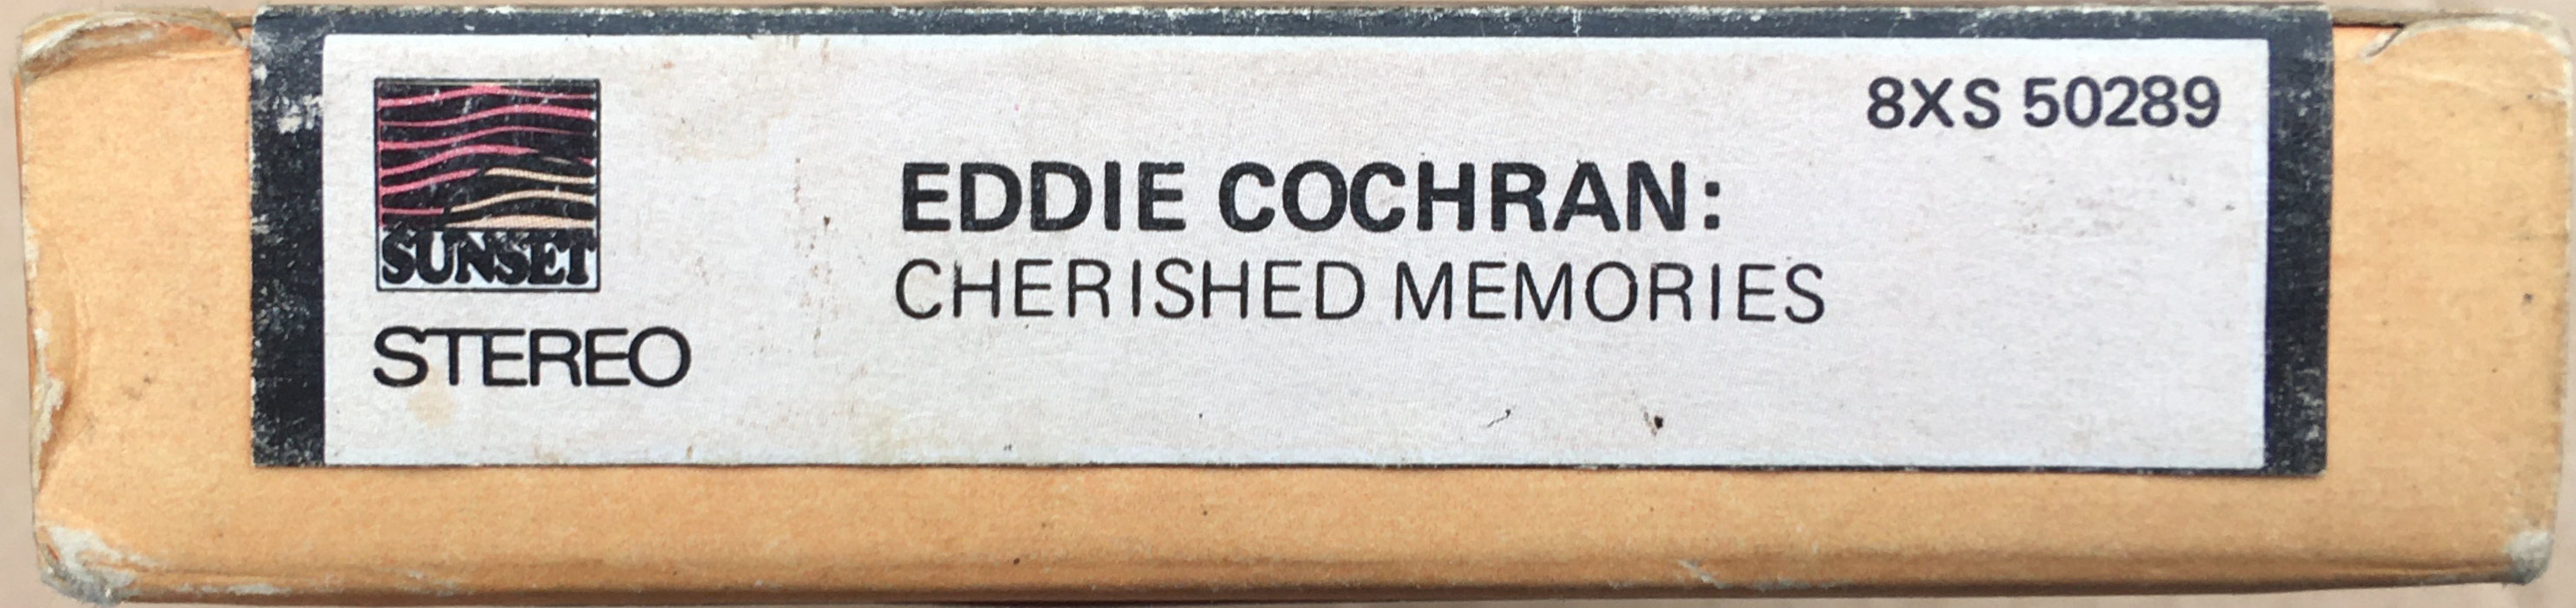 8XS 50289
SUNSET
STEREO
EDDIE COCHRAN:
CHERISHED MEMORIES